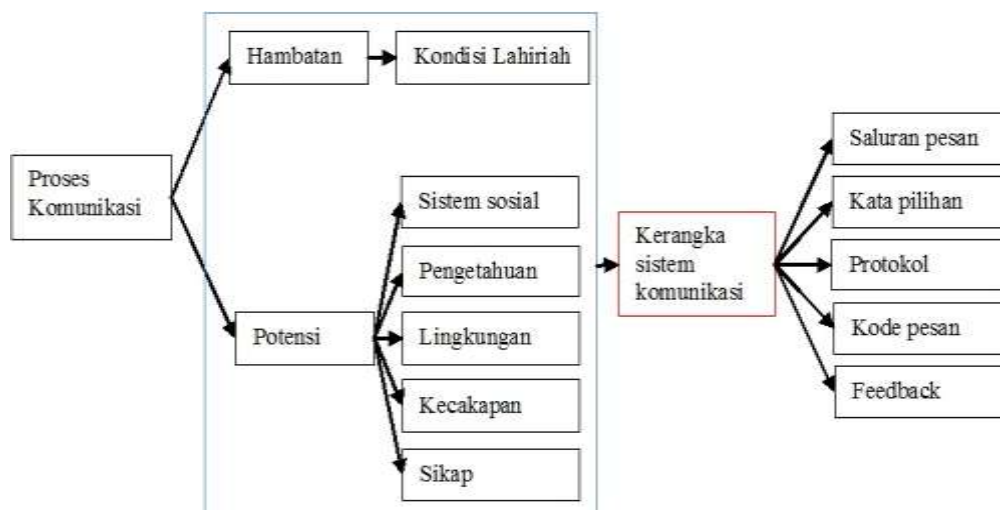 Proses
Komunikasi
Hambatan
Kondisi Lahiriah
Potensi
Sistem sosial
Pengetahuan
Lingkungan
Kecakapan
Sikap
Kerangka
sistem
komunikasi
Saluran pesan
Kata pilihan
Protokol
Kode pesan
Feedback